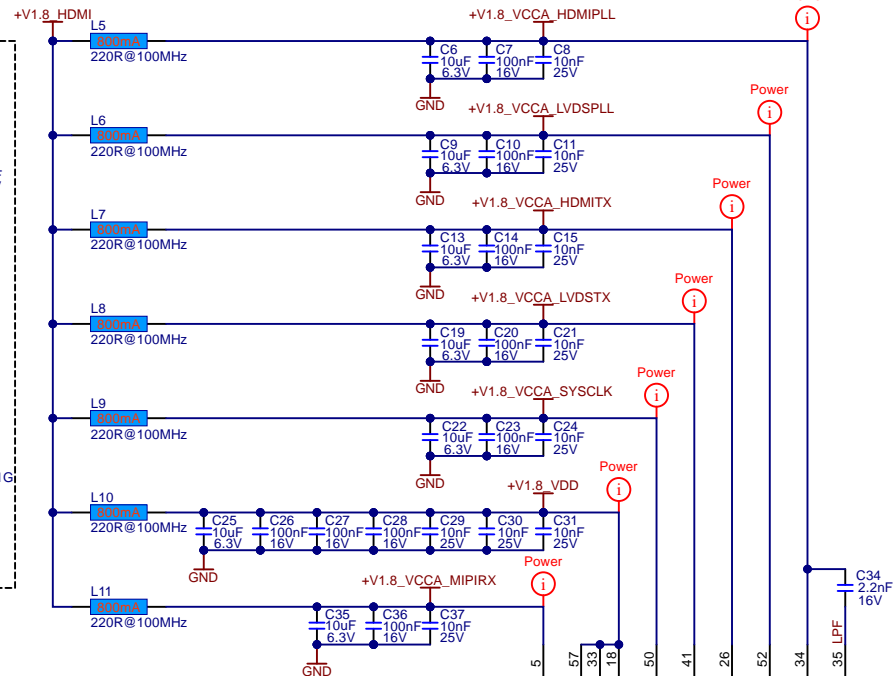 +V1.8_HDMI
+V1.8_VCCA_HDMIPLL
i
L5
800mA
220R@100MHz
C6
10uF
6.3V
C7
100nF
16V
C8
10nF
25V
GND
Power
i
+V1.8_VCCA_LVDSPLL
L6
800mA
220R@100MHz
C9
10uF
6.3V
C10
100nF
16V
C11
10nF
25V
GND
Power
i
+V1.8_VCCA_HDMITX
L7
800mA
220R@100MHz
C13
10uF
6.3V
C14
100nF
16V
C15
10nF
25V
GND
Power
i
+V1.8_VCCA_LVDSTX
L8
800mA
220R@100MHz
C19
10uF
6.3V
C20
100nF
16V
C21
10nF
25V
GND
Power
i
+V1.8_VCCA_SYSCLK
L9
800mA
220R@100MHz
C22
10uF
6.3V
C23
100nF
16V
C24
10nF
25V
GND
G
Power
i
+V1.8_VDD
L10
800mA
220R@100MHz
C25
10uF
6.3V
C26
100nF
16V
C27
100nF
16V
C28
100nF
16V
C29
10nF
25V
C30
10nF
25V
C31
10nF
25V
GND
Power
i
+V1.8_VCCA_MIPIRX
L11
800mA
220R@100MHz
C35
10uF
6.3V
C36
100nF
16V
C37
10nF
25V
GND
C34
2.2nF
16V
LPF
5
57
33
18
50
41
26
52
34
35